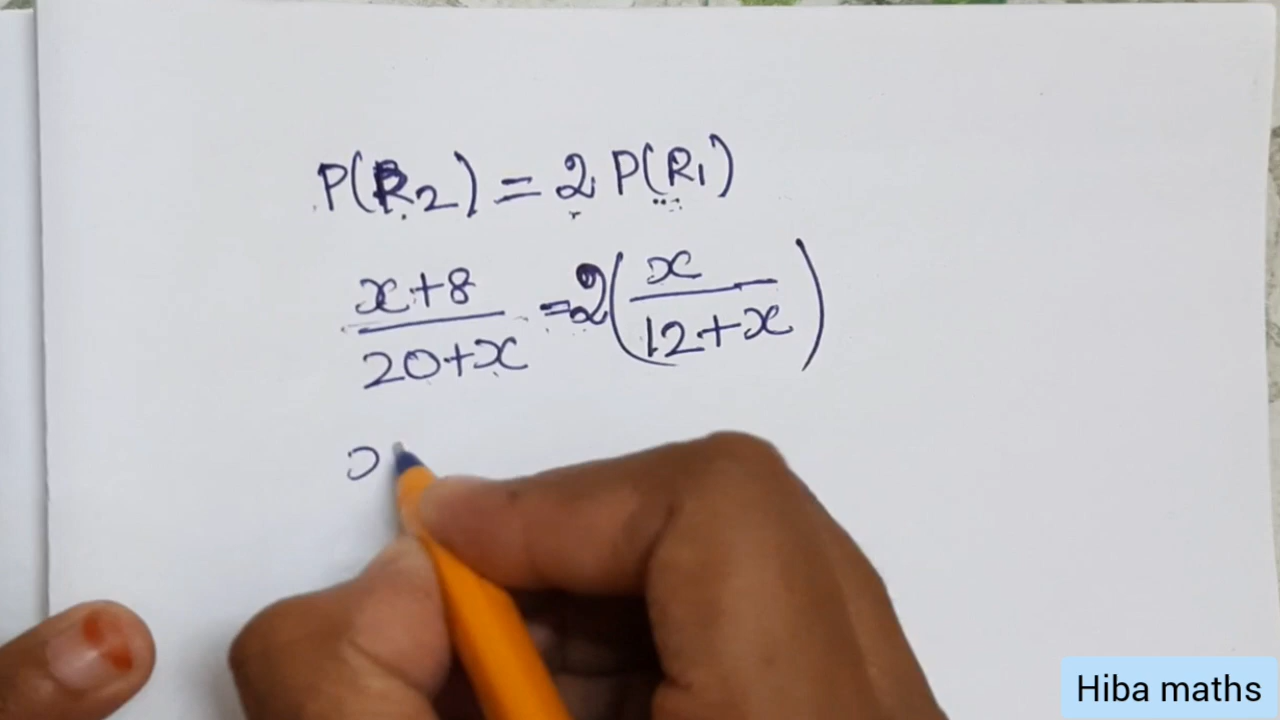 P(R₂) = 2 P(R₁)
x+8/20+x = 2(x/12+x)
Hiba maths